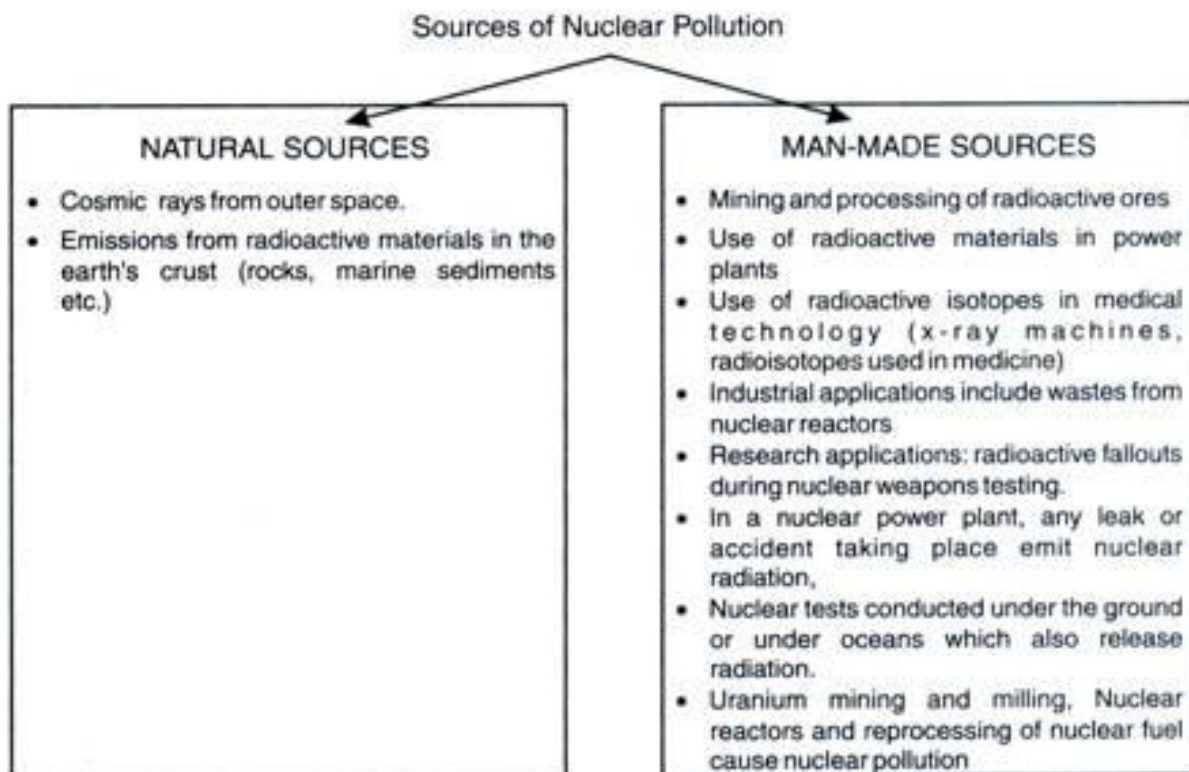 Sources of Nuclear Pollution
NATURAL SOURCES
• Cosmic rays from outer space.
• Emissions from radioactive materials in the
earth's crust (rocks, marine sediments
etc.)
MAN-MADE SOURCES
• Mining and processing of radioactive ores
• Use of radioactive materials in power
plants
• Use of radioactive isotopes in medical
technology (x-ray machines,
radioisotopes used in medicine)
• Industrial applications include wastes from
nuclear reactors
• Research applications: radioactive fallouts
during nuclear weapons testing.
• In a nuclear power plant, any leak or
accident taking place emit nuclear
radiation,
• Nuclear tests conducted under the ground
or under oceans which also release
radiation.
• Uranium mining and milling, Nuclear
reactors and reprocessing of nuclear fuel
cause nuclear pollution